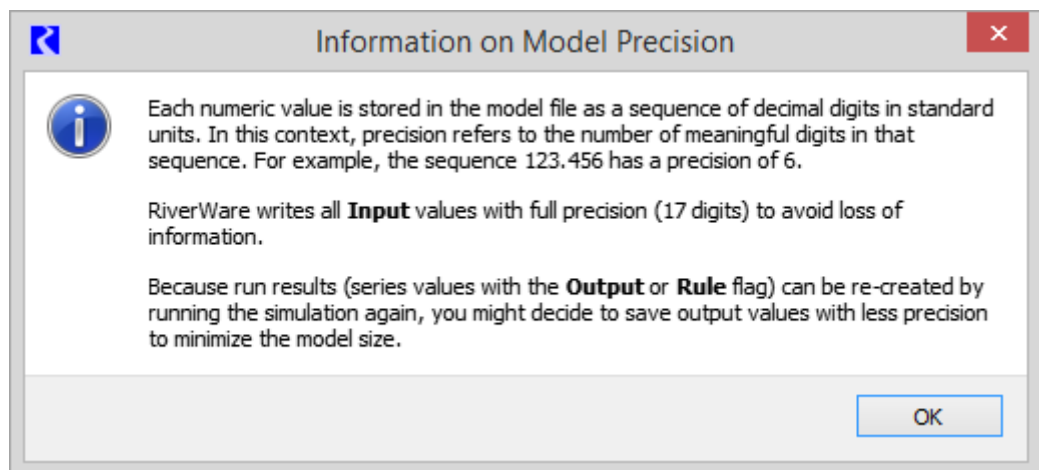 Information on Model Precision
Each numeric value is stored in the model file as a sequence of decimal digits in standard
units. In this context, precision refers to the number of meaningful digits in that
sequence. For example, the sequence 123.456 has a precision of 6.
RiverWare writes all Input values with full precision (17 digits) to avoid loss of
information.
Because run results (series values with the Output or Rule flag) can be re-created by
running the simulation again, you might decide to save output values with less precision
to minimize the model size.
OK